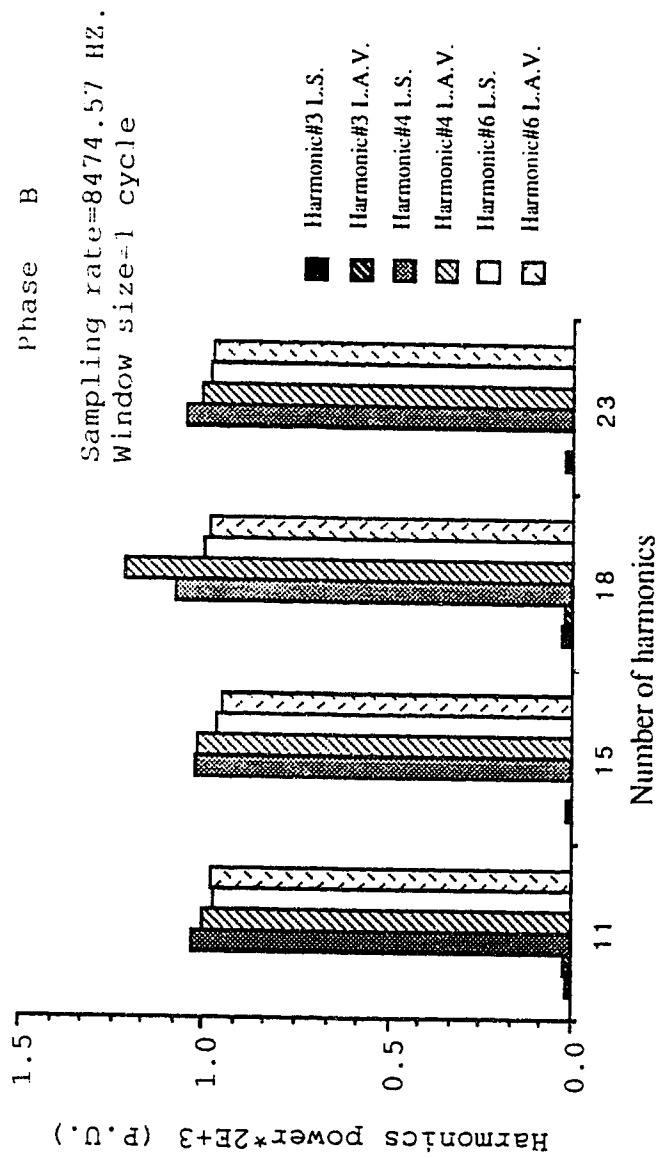 Phase B
Sampling rate=8474.57 HZ.
Window size=1 cycle
Harmonic#3 L.S.
Harmonic#3 L.A.V.
Harmonic#4 L.S.
Harmonic#4 L.A.V.
Harmonic#6 L.S.
Harmonic#6 L.A.V.
Harmonics power*2E+3 (P.U.)
1.5
1.0
0.5
0.0
11 15 18 23
Number of harmonics